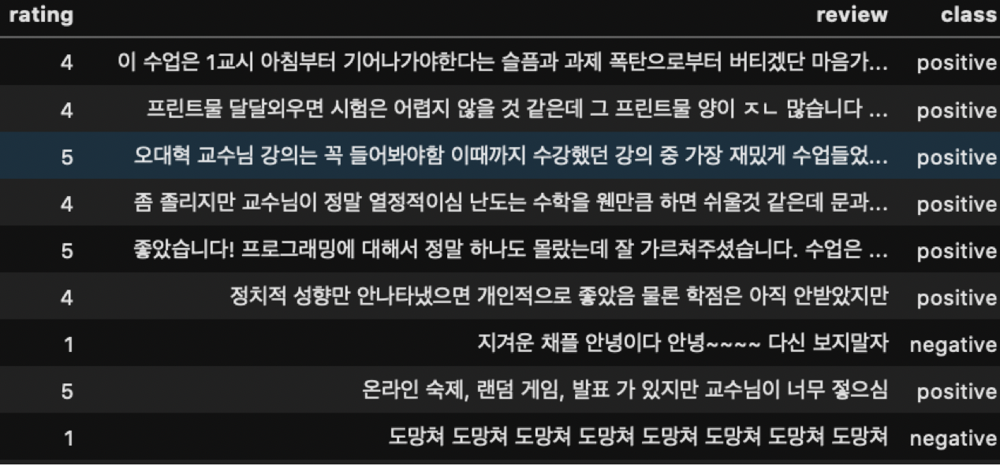 rating review class
4 이 수업은 1교시 아침부터 기어나가야한다는 슬픔과 과제 폭탄으로부터 버티겠단 마음가... positive
4 프린트물 달달외우면 시험은 어렵지 않을 것 같은데 그 프린트물 양이 ㅈㄴ 많습니다 ... positive
5 오대혁 교수님 강의는 꼭 들어봐야함 이때까지 수강했던 강의 중 가장 재밌게 수업들었... positive
4 좀 졸리지만 교수님이 정말 열정적이심 난도는 수학을 웬만큼 하면 쉬울것 같은데 문과... positive
5 좋았습니다! 프로그래밍에 대해서 정말 하나도 몰랐는데 잘 가르쳐주셨습니다. 수업은 ... positive
4 정치적 성향만 안나타냈으면 개인적으로 좋았음 물론 학점은 아직 안받았지만 positive
1 지겨운 채플 안녕이다 안녕~~~~ 다신 보지말자 negative
5 온라인 숙제, 랜덤 게임, 발표 가 있지만 교수님이 너무 젛으심 positive
1 도망쳐 도망쳐 도망쳐 도망쳐 도망쳐 도망쳐 도망쳐 도망쳐 negative